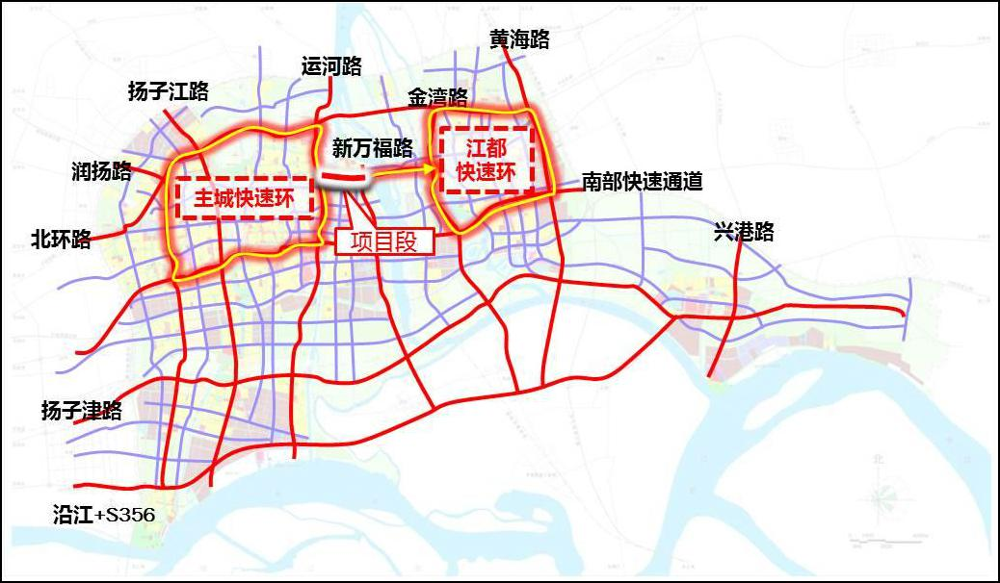 黄海路
运河路
扬子江路
金湾路
新万福路
江都
快速环
润扬路
主城快速环
南部快速通道
北环路
项目段
兴港路
扬子津路
北
沿江+S356